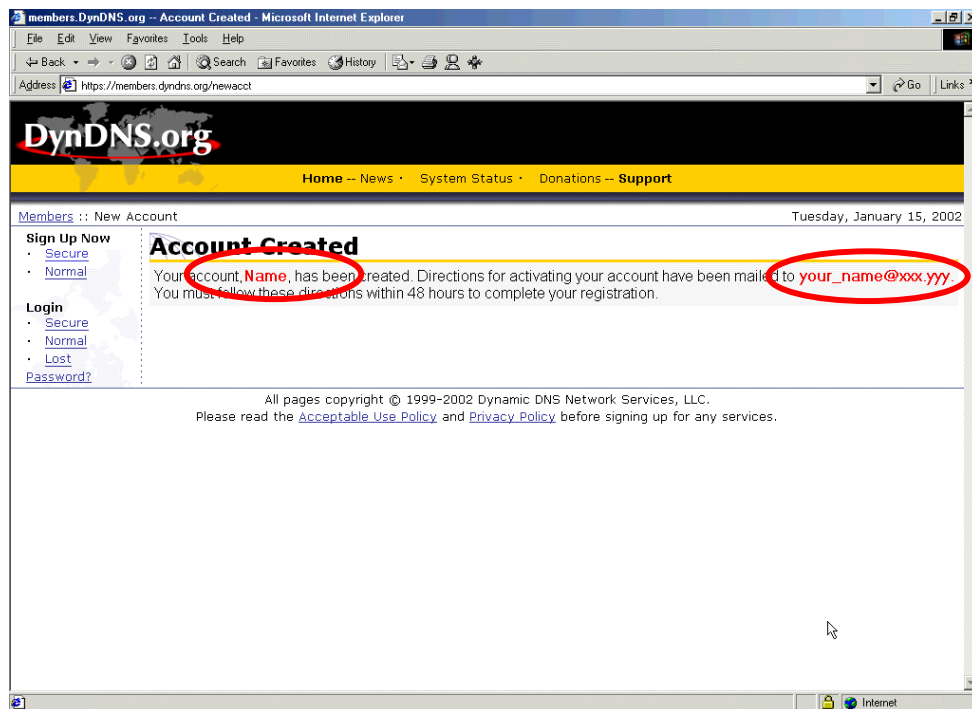 members.DynDNS.org -- Account Created - Microsoft Internet Explorer
File Edit View Favorites Tools Help
Back Search Favorites History
Address https://members.dyndns.org/newacct Go Links
DynDNS.org
Home -- News · System Status · Donations -- Support
Members :: New Account Tuesday, January 15, 2002
Sign Up Now
· Secure
· Normal
Login
· Secure
· Normal
· Lost
Password?
Account Created
Your account, Name, has been created. Directions for activating your account have been mailed to your_name@xxx.yyy.
You must follow these directions within 48 hours to complete your registration.
All pages copyright © 1999-2002 Dynamic DNS Network Services, LLC.
Please read the Acceptable Use Policy and Privacy Policy before signing up for any services.
Internet